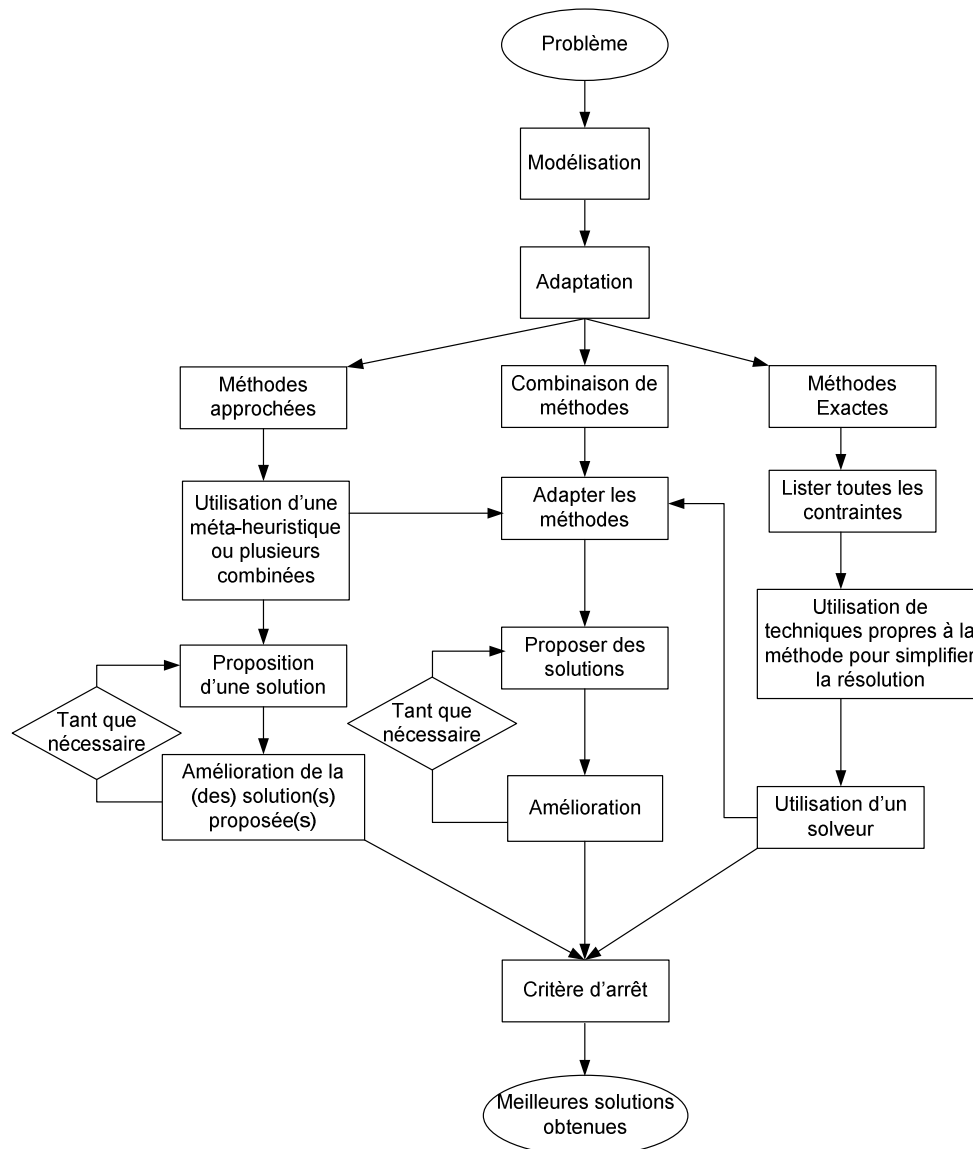 Problème
Modélisation
Adaptation
Méthodes
approchées
Combinaison de
méthodes
Méthodes
Exactes
Utilisation d’une
méta-heuristique
ou plusieurs
combinées
Adapter les
méthodes
Lister toutes les
contraintes
Utilisation de
techniques propres à la
méthode pour simplifier
la résolution
Proposition
d’une solution
Proposer des
solutions
Tant que
nécessaire
Tant que
nécessaire
Amélioration de la
(des) solution(s)
proposée(s)
Amélioration
Utilisation d’un
solveur
Critère d’arrêt
Meilleures solutions
obtenues